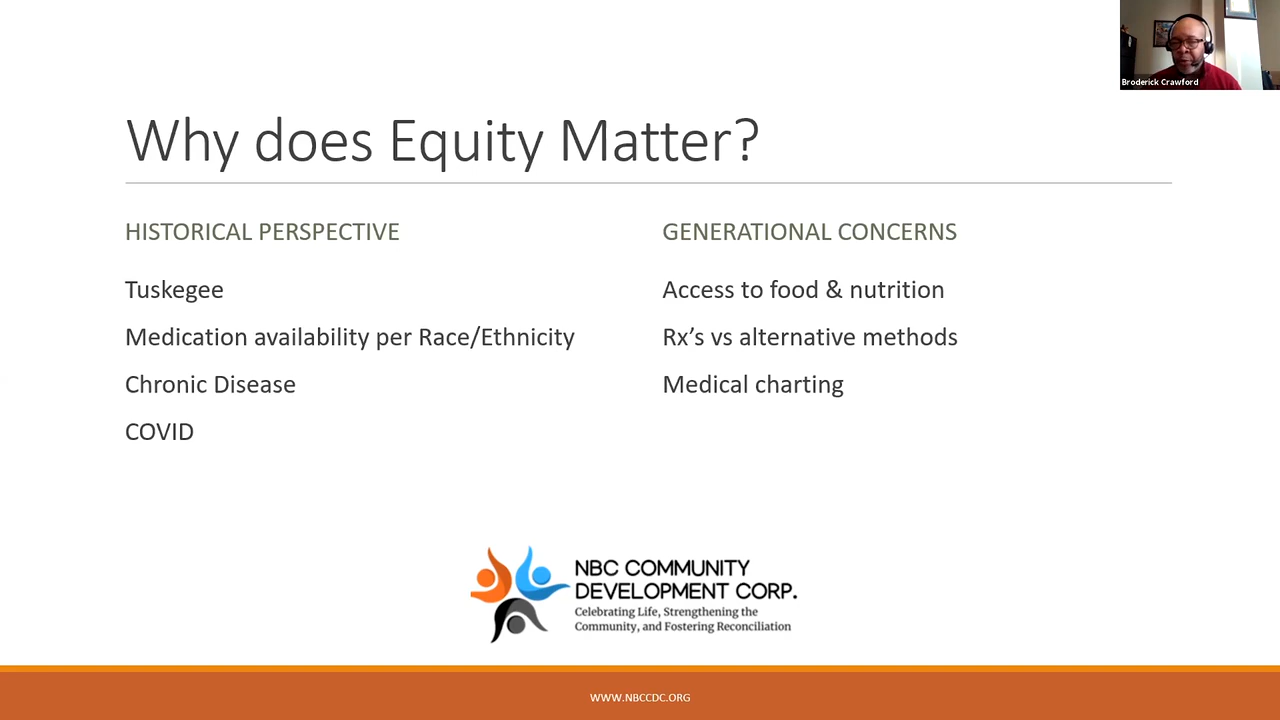 Broderick Crawford
Why does Equity Matter?
HISTORICAL PERSPECTIVE
Tuskegee
Medication availability per Race/Ethnicity
Chronic Disease
COVID
GENERATIONAL CONCERNS
Access to food & nutrition
Rx’s vs alternative methods
Medical charting
NBC COMMUNITY
DEVELOPMENT CORP.
Celebrating Life, Strengthening the
Community, and Fostering Reconciliation
WWW.NBCCDC.ORG